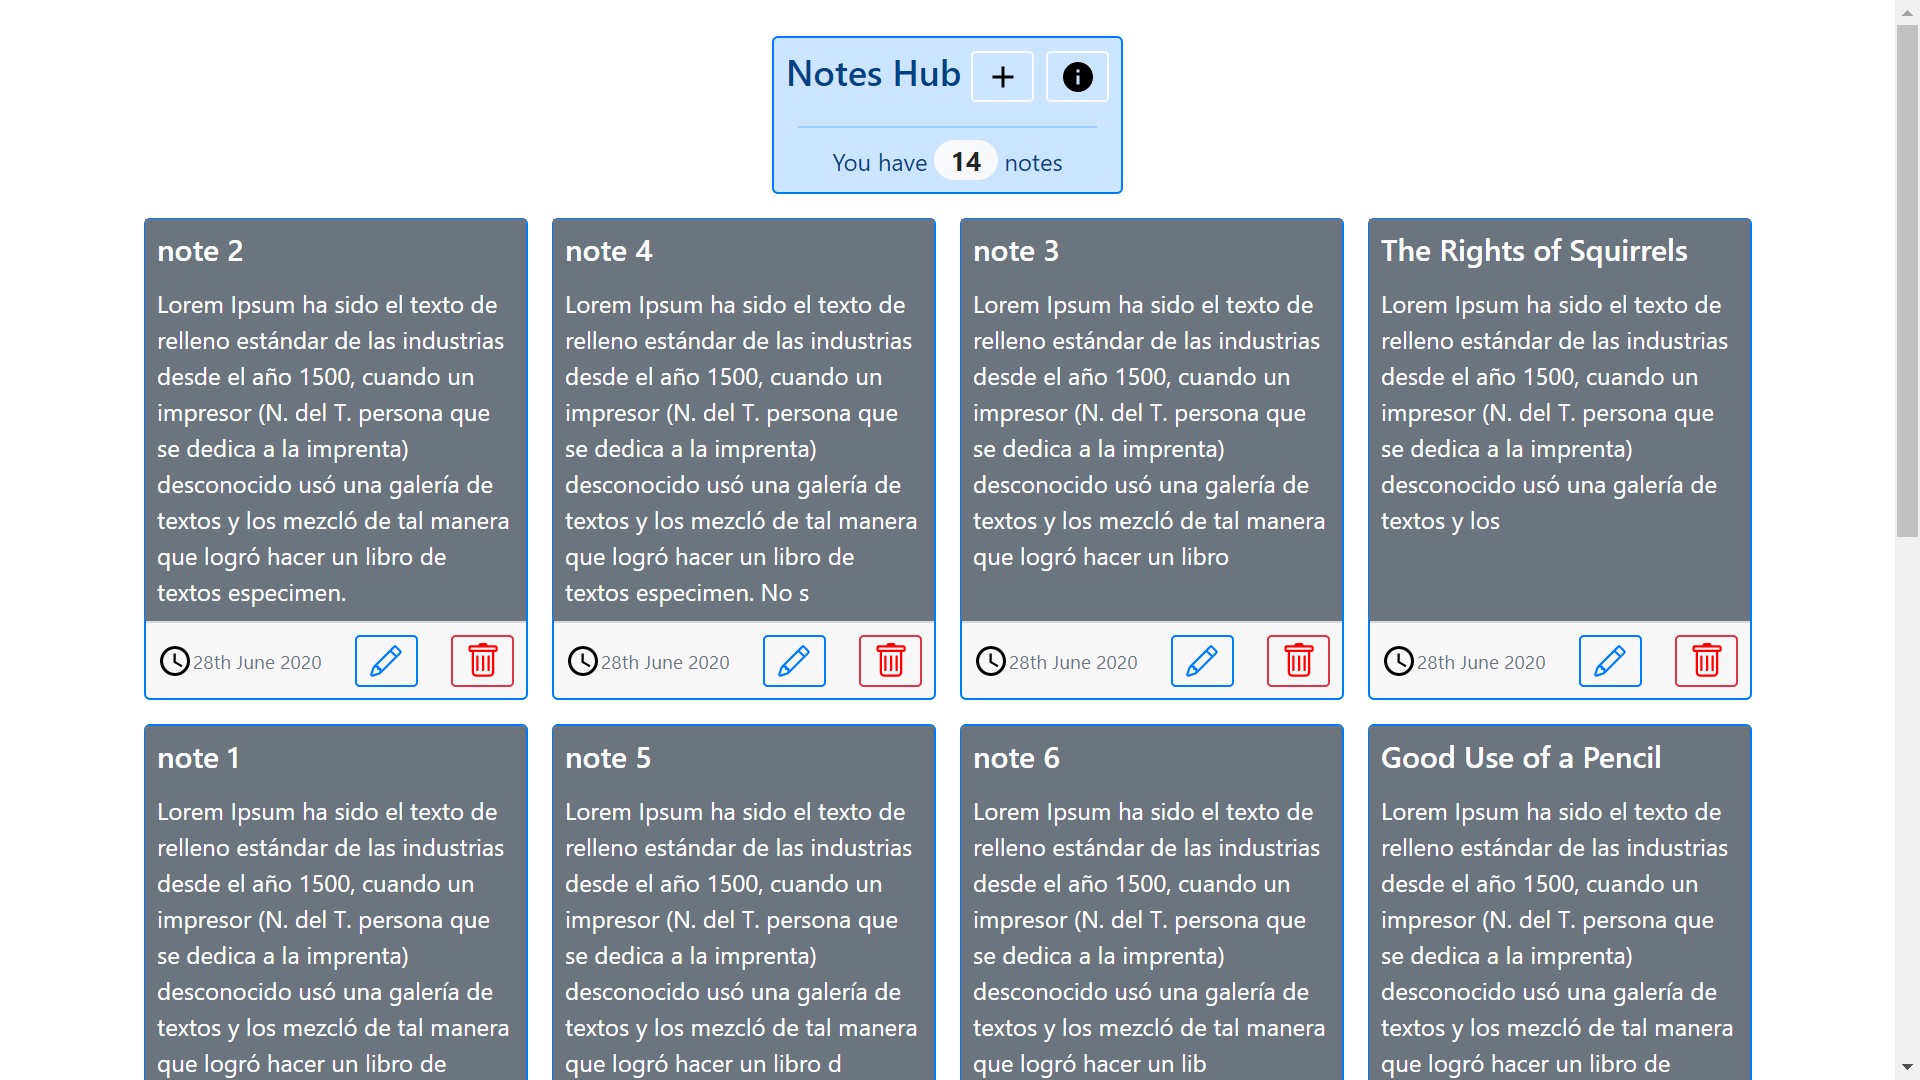 Notes Hub
You have 14 notes
note 2
Lorem Ipsum ha sido el texto de
relleno estándar de las industrias
desde el año 1500, cuando un
impresor (N. del T. persona que
se dedica a la imprenta)
desconocido usó una galería de
textos y los mezcló de tal manera
que logró hacer un libro de
textos especimen.
28th June 2020
note 4
Lorem Ipsum ha sido el texto de
relleno estándar de las industrias
desde el año 1500, cuando un
impresor (N. del T. persona que
se dedica a la imprenta)
desconocido usó una galería de
textos y los mezcló de tal manera
que logró hacer un libro de
textos especimen. No s
28th June 2020
note 3
Lorem Ipsum ha sido el texto de
relleno estándar de las industrias
desde el año 1500, cuando un
impresor (N. del T. persona que
se dedica a la imprenta)
desconocido usó una galería de
textos y los mezcló de tal manera
que logró hacer un libro
28th June 2020
The Rights of Squirrels
Lorem Ipsum ha sido el texto de
relleno estándar de las industrias
desde el año 1500, cuando un
impresor (N. del T. persona que
se dedica a la imprenta)
desconocido usó una galería de
textos y los
28th June 2020
note 1
Lorem Ipsum ha sido el texto de
relleno estándar de las industrias
desde el año 1500, cuando un
impresor (N. del T. persona que
se dedica a la imprenta)
desconocido usó una galería de
textos y los mezcló de tal manera
que logró hacer un libro de
note 5
Lorem Ipsum ha sido el texto de
relleno estándar de las industrias
desde el año 1500, cuando un
impresor (N. del T. persona que
se dedica a la imprenta)
desconocido usó una galería de
textos y los mezcló de tal manera
que logró hacer un libro d
note 6
Lorem Ipsum ha sido el texto de
relleno estándar de las industrias
desde el año 1500, cuando un
impresor (N. del T. persona que
se dedica a la imprenta)
desconocido usó una galería de
textos y los mezcló de tal manera
que logró hacer un lib
Good Use of a Pencil
Lorem Ipsum ha sido el texto de
relleno estándar de las industrias
desde el año 1500, cuando un
impresor (N. del T. persona que
se dedica a la imprenta)
desconocido usó una galería de
textos y los mezcló de tal manera
que logró hacer un libro de